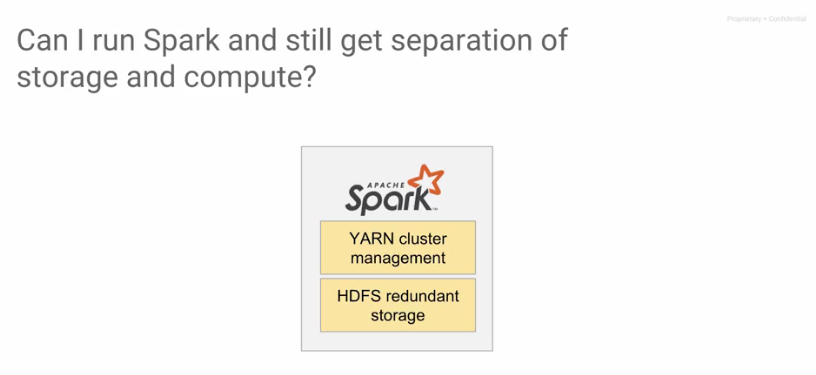 Proprietary + Confidential
Can I run Spark and still get separation of
storage and compute?
APACHE
Spark
YARN cluster
management
HDFS redundant
storage